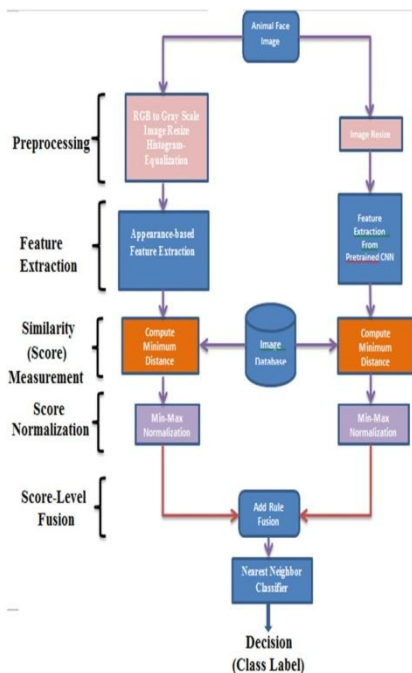 Animal Face
Image
Preprocessing
RGB to Gray Scale
Image Resize
Histogram-
Equalization
Image Resize
Feature
Extraction
Appearance-based
Feature Extraction
Feature
Extraction
From
Pretrained CNN
Similarity
(Score)
Measurement
Compute
Minimum
Distance
Image
Database
Compute
Minimum
Distance
Score
Normalization
Min-Max
Normalization
Min-Max
Normalization
Score-Level
Fusion
Add Rule
Fusion
Nearest Neighbor
Classifier
Decision
(Class Label)